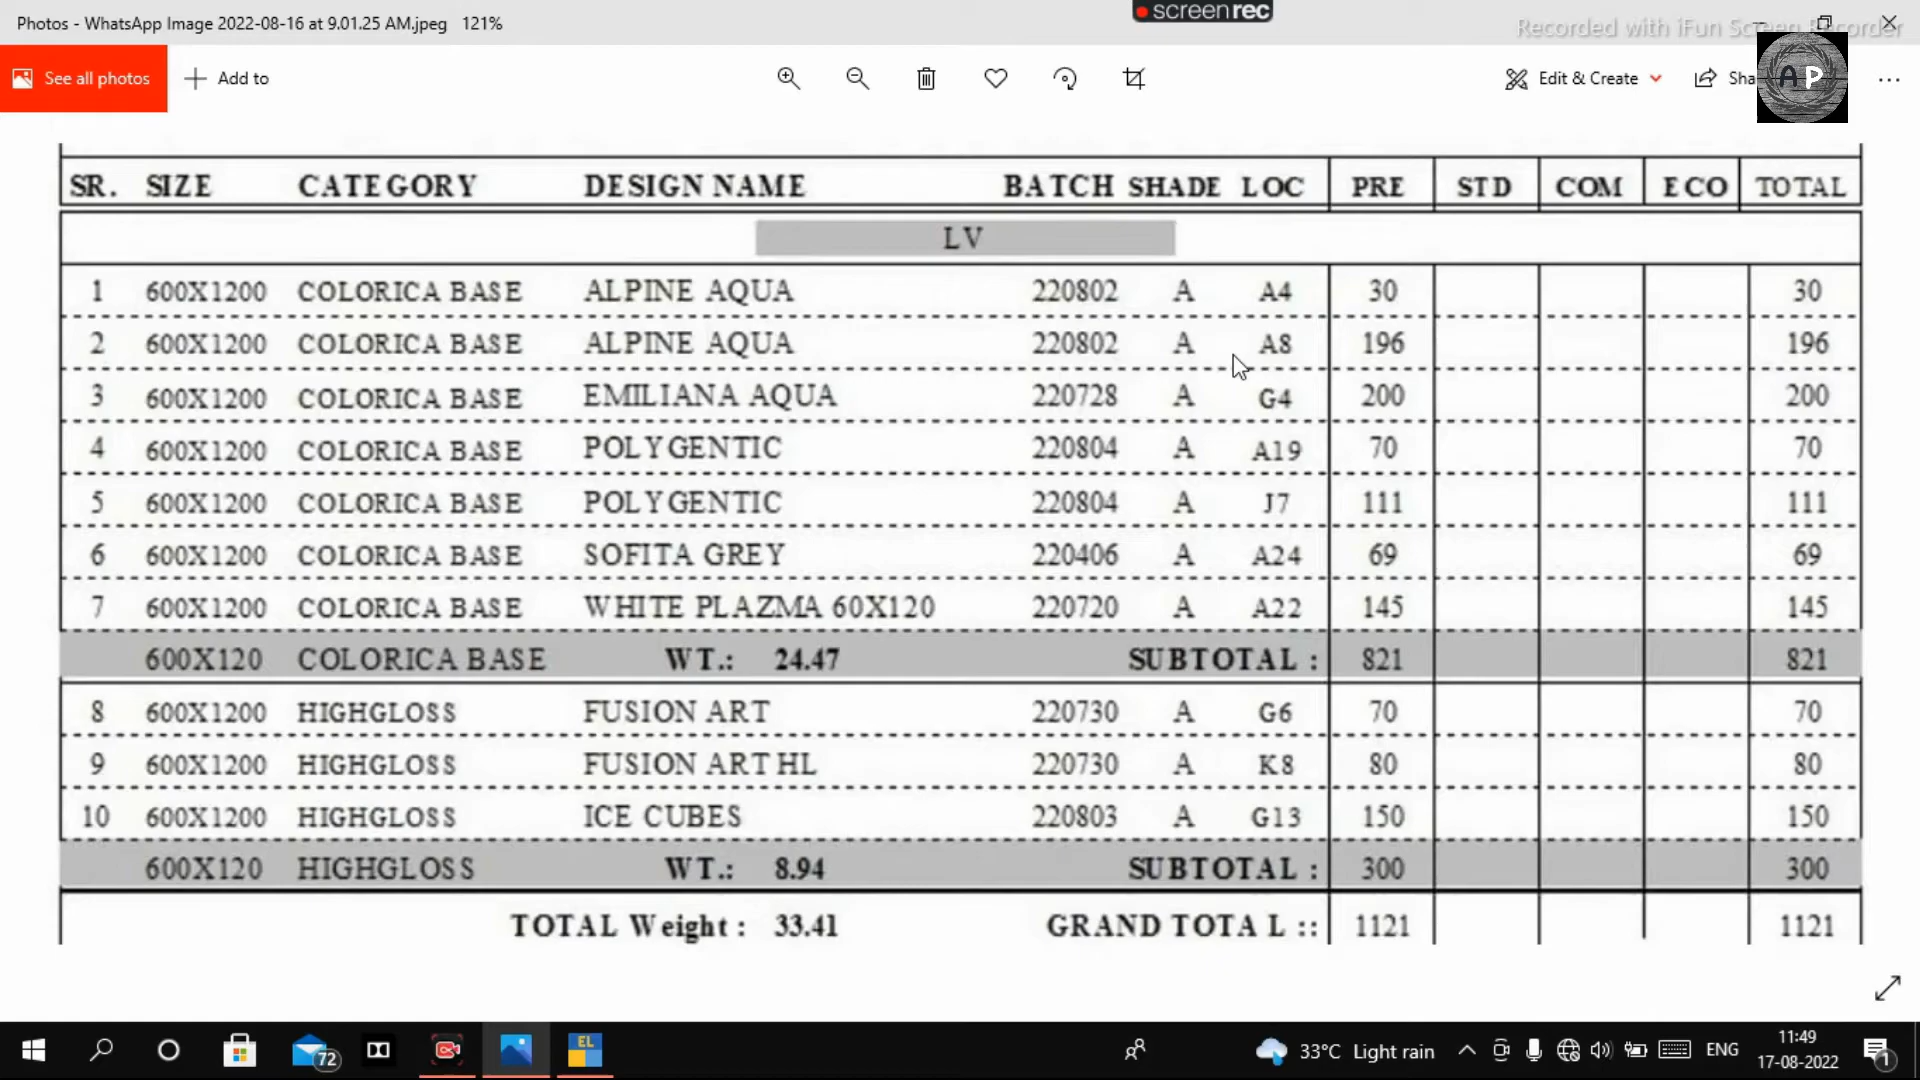 Photos - WhatsApp Image 2022-08-16 at 9.01.25 AM.jpeg 121%
screenrec
Recorded with iFun Screen Recorder
See all photos
Add to
Edit & Create
Sha
AP
SR. SIZE CATEGORY DESIGN NAME BATCH SHADE LOC PRE STD COM ECO TOTAL
LV
1 600X1200 COLORICA BASE ALPINE AQUA 220802 A A4 30 30
2 600X1200 COLORICA BASE ALPINE AQUA 220802 A A8 196 196
3 600X1200 COLORICA BASE EMILIANA AQUA 220728 A G4 200 200
4 600X1200 COLORICA BASE POLYGENTIC 220804 A A19 70 70
5 600X1200 COLORICA BASE POLYGENTIC 220804 A J7 111 111
6 600X1200 COLORICA BASE SOFITA GREY 220406 A A24 69 69
7 600X1200 COLORICA BASE WHITE PLAZMA 60X120 220720 A A22 145 145
600X120 COLORICA BASE WT.: 24.47 SUBTOTAL : 821 821
8 600X1200 HIGHGLOSS FUSION ART 220730 A G6 70 70
9 600X1200 HIGHGLOSS FUSION ART HL 220730 A K8 80 80
10 600X1200 HIGHGLOSS ICE CUBES 220803 A G13 150 150
600X120 HIGHGLOSS WT.: 8.94 SUBTOTAL : 300 300
TOTAL Weight : 33.41 GRAND TOTAL :: 1121 1121
72
EL
33°C Light rain
ENG
11:49
17-08-2022
1